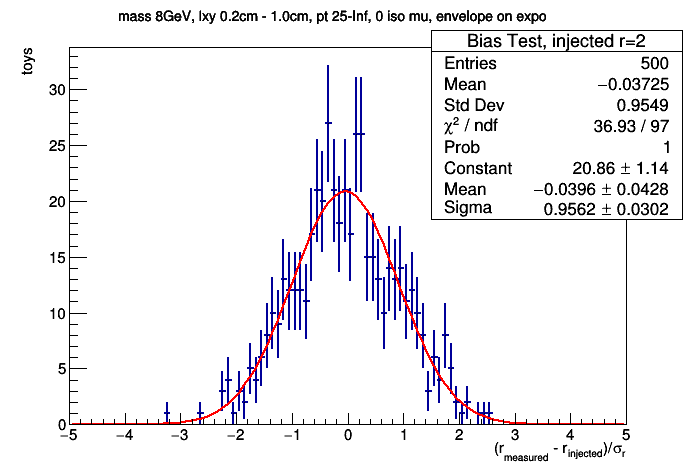 mass 8GeV, lxy 0.2cm - 1.0cm, pt 25-Inf, 0 iso mu, envelope on expo
toys
Bias Test, injected r=2
Entries 500
Mean −0.03725
Std Dev 0.9549
χ² / ndf 36.93 / 97
Prob 1
Constant 20.86 ± 1.14
Mean −0.0396 ± 0.0428
Sigma 0.9562 ± 0.0302
30
25
20
15
10
5
0
−5 −4 −3 −2 −1 0 1 2 3 4 5
(r_measured - r_injected)/σ_r